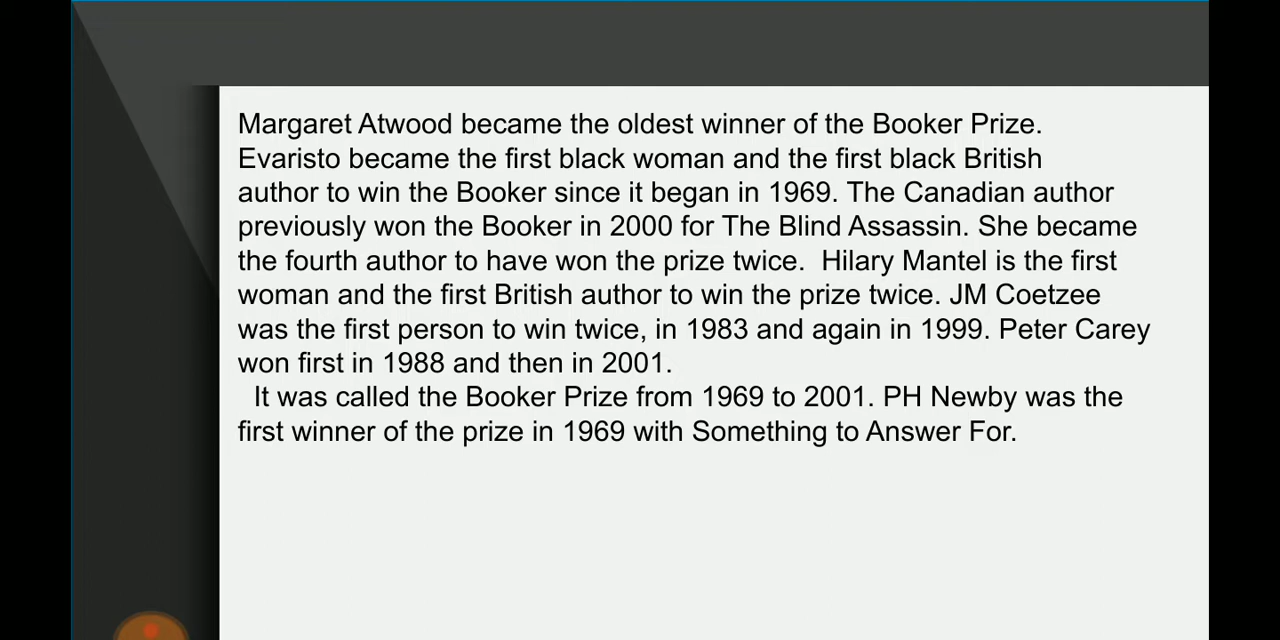 Margaret Atwood became the oldest winner of the Booker Prize.
Evaristo became the first black woman and the first black British
author to win the Booker since it began in 1969. The Canadian author
previously won the Booker in 2000 for The Blind Assassin. She became
the fourth author to have won the prize twice.  Hilary Mantel is the first
woman and the first British author to win the prize twice. JM Coetzee
was the first person to win twice, in 1983 and again in 1999. Peter Carey
won first in 1988 and then in 2001.
It was called the Booker Prize from 1969 to 2001. PH Newby was the
first winner of the prize in 1969 with Something to Answer For.